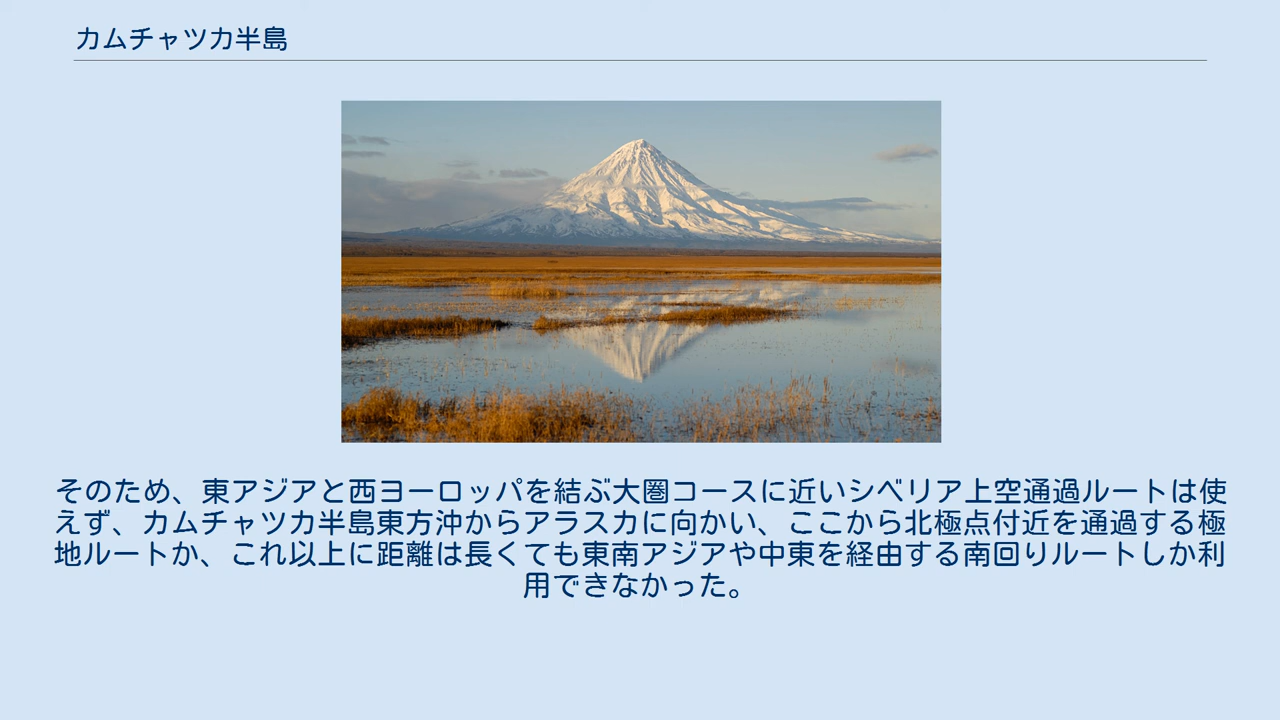 カムチャツカ半島
そのため、東アジアと西ヨーロッパを結ぶ大圏コースに近いシベリア上空通過ルートは使
えず、カムチャツカ半島東方沖からアラスカに向かい、ここから北極点付近を通過する極
地ルートか、これ以上に距離は長くても東南アジアや中東を経由する南回りルートしか利
用できなかった。